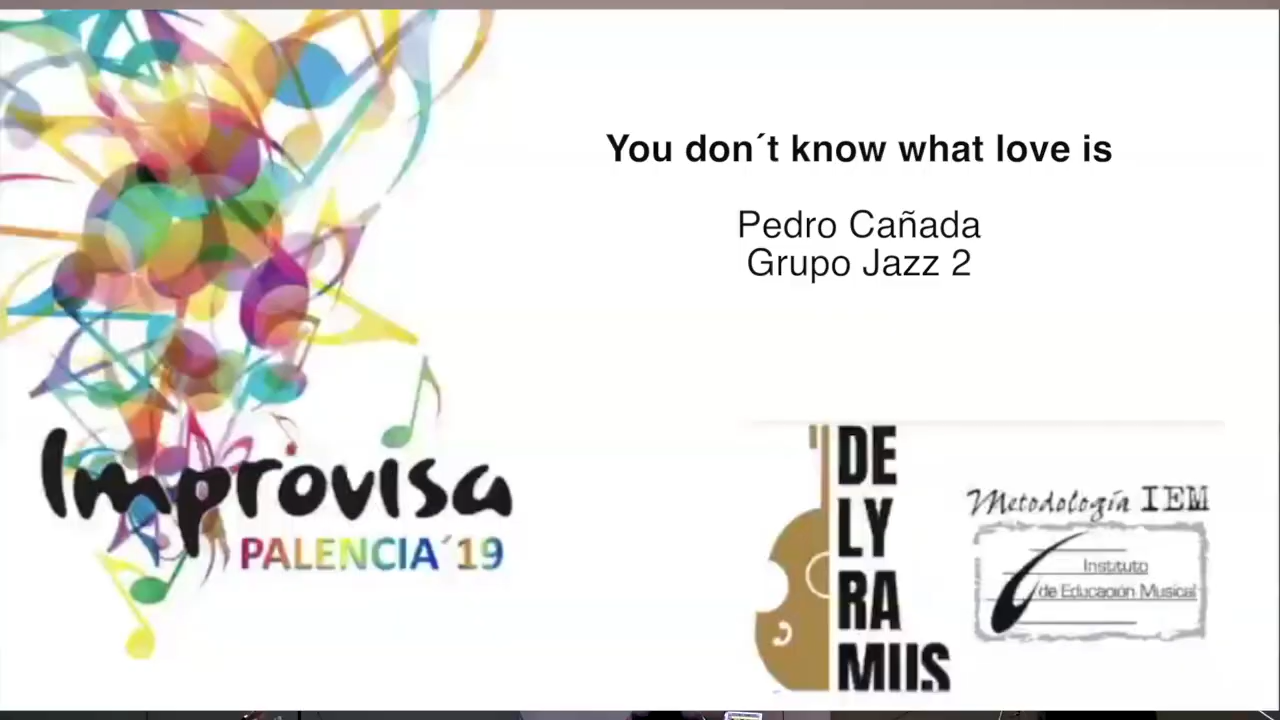 You don´t know what love is
Pedro Cañada
Grupo Jazz 2
Improvisa
PALENCIA´19
DE
LY
RA
MIIS
Metodología IEM
Instituto
de Educación Musical